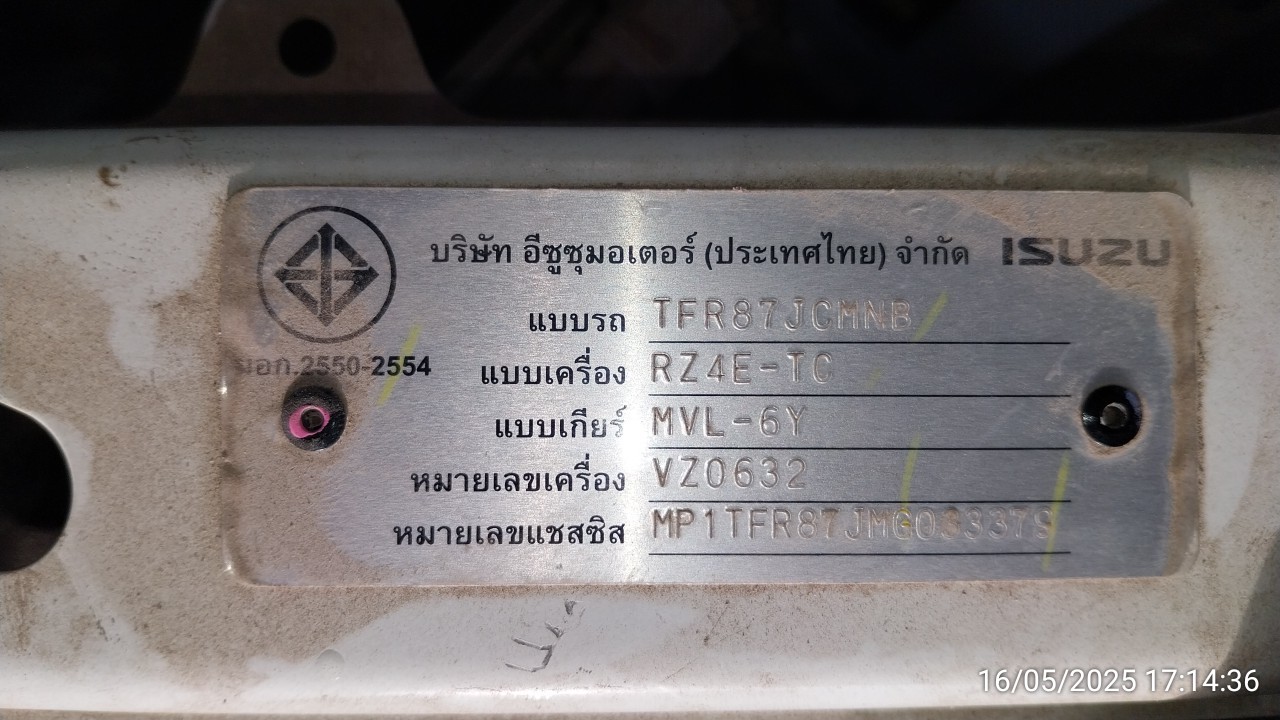 บริษัท อีซูซุมอเตอร์ (ประเทศไทย) จำกัด ISUZU
แบบรถ TFR87JCMNB
มอก.2550-2554
แบบเครื่อง RZ4E-TC
แบบเกียร์ MVL-6Y
หมายเลขเครื่อง VZ0632
หมายเลขแชสซิส MP1TFR87JMG033379
16/05/2025 17:14:36